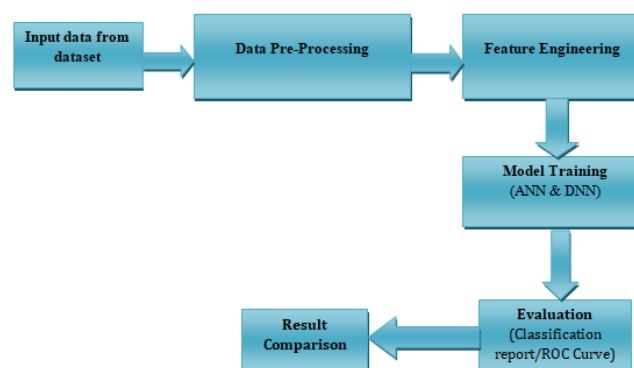 Input data from
dataset
Data Pre-Processing
Feature Engineering
Model Training
(ANN & DNN)
Evaluation
(Classification
report/ROC Curve)
Result
Comparison